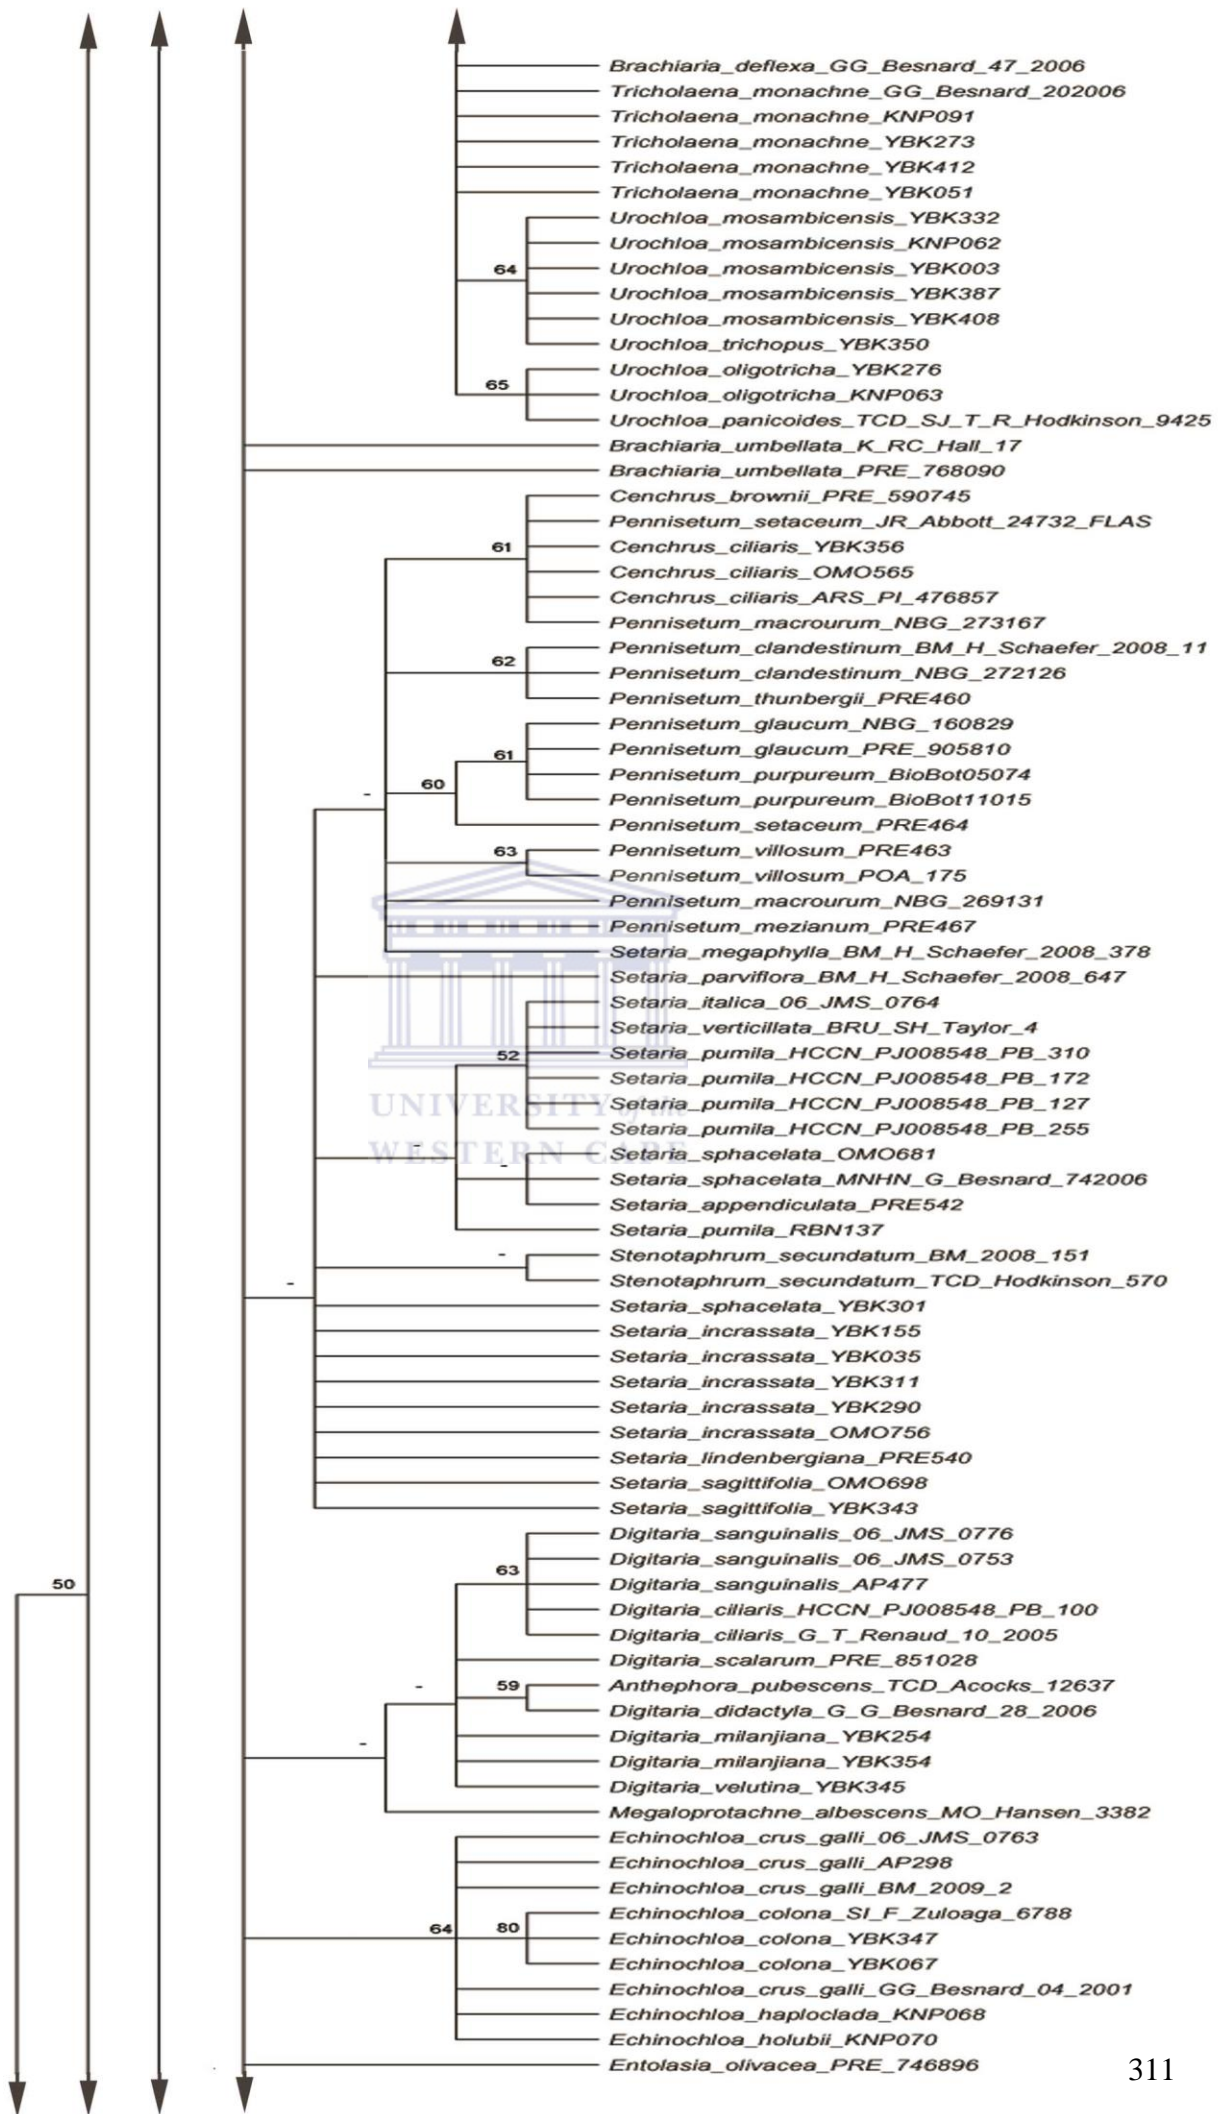 Brachiaria_deflexa_GG_Besnard_47_2006
Tricholaena_monachne_GG_Besnard_202006
Tricholaena_monachne_KNP091
Tricholaena_monachne_YBK273
Tricholaena_monachne_YBK412
Tricholaena_monachne_YBK051
Urochloa_mosambicensis_YBK332
Urochloa_mosambicensis_KNP062
64 Urochloa_mosambicensis_YBK003
Urochloa_mosambicensis_YBK387
Urochloa_mosambicensis_YBK408
Urochloa_trichopus_YBK350
Urochloa_oligotricha_YBK276
65 Urochloa_oligotricha_KNP063
Urochloa_panicoides_TCD_SJ_T_R_Hodkinson_9425
Brachiaria_umbellata_K_RC_Hall_17
Brachiaria_umbellata_PRE_768090
Cenchrus_brownii_PRE_590745
Pennisetum_setaceum_JR_Abbott_24732_FLAS
61 Cenchrus_ciliaris_YBK356
Cenchrus_ciliaris_OMO565
Cenchrus_ciliaris_ARS_PI_476857
Pennisetum_macrourum_NBG_273167
Pennisetum_clandestinum_BM_H_Schaefer_2008_11
62 Pennisetum_clandestinum_NBG_272126
Pennisetum_thunbergii_PRE460
Pennisetum_glaucum_NBG_160829
61 Pennisetum_glaucum_PRE_905810
Pennisetum_purpureum_BioBot05074
- 60 Pennisetum_purpureum_BioBot11015
Pennisetum_setaceum_PRE464
63 Pennisetum_villosum_PRE463
Pennisetum_villosum_POA_175
Pennisetum_macrourum_NBG_269131
Pennisetum_mezianum_PRE467
Setaria_megaphylla_BM_H_Schaefer_2008_378
Setaria_parviflora_BM_H_Schaefer_2008_647
Setaria_italica_06_JMS_0764
Setaria_verticillata_BRU_SH_Taylor_4
52 Setaria_pumila_HCCN_PJ008548_PB_310
Setaria_pumila_HCCN_PJ008548_PB_172
UNIVERSITY of the Setaria_pumila_HCCN_PJ008548_PB_127
Setaria_pumila_HCCN_PJ008548_PB_255
WESTERN CAPE - - Setaria_sphacelata_OMO681
Setaria_sphacelata_MNHN_G_Besnard_742006
Setaria_appendiculata_PRE542
Setaria_pumila_RBN137
- Stenotaphrum_secundatum_BM_2008_151
- Stenotaphrum_secundatum_TCD_Hodkinson_570
Setaria_sphacelata_YBK301
Setaria_incrassata_YBK155
Setaria_incrassata_YBK035
Setaria_incrassata_YBK311
Setaria_incrassata_YBK290
Setaria_incrassata_OMO756
Setaria_lindenbergiana_PRE540
Setaria_sagittifolia_OMO698
Setaria_sagittifolia_YBK343
Digitaria_sanguinalis_06_JMS_0776
Digitaria_sanguinalis_06_JMS_0753
50 63 Digitaria_sanguinalis_AP477
Digitaria_ciliaris_HCCN_PJ008548_PB_100
Digitaria_ciliaris_G_T_Renaud_10_2005
Digitaria_scalarum_PRE_851028
- 59 Anthephora_pubescens_TCD_Acocks_12637
Digitaria_didactyla_G_G_Besnard_28_2006
- Digitaria_milanjiana_YBK254
Digitaria_milanjiana_YBK354
Digitaria_velutina_YBK345
Megaloprotachne_albescens_MO_Hansen_3382
Echinochloa_crus_galli_06_JMS_0763
Echinochloa_crus_galli_AP298
Echinochloa_crus_galli_BM_2009_2
Echinochloa_colona_SI_F_Zuloaga_6788
64 80 Echinochloa_colona_YBK347
Echinochloa_colona_YBK067
Echinochloa_crus_galli_GG_Besnard_04_2001
Echinochloa_haploclada_KNP068
Echinochloa_holubii_KNP070
Entolasia_olivacea_PRE_746896
311